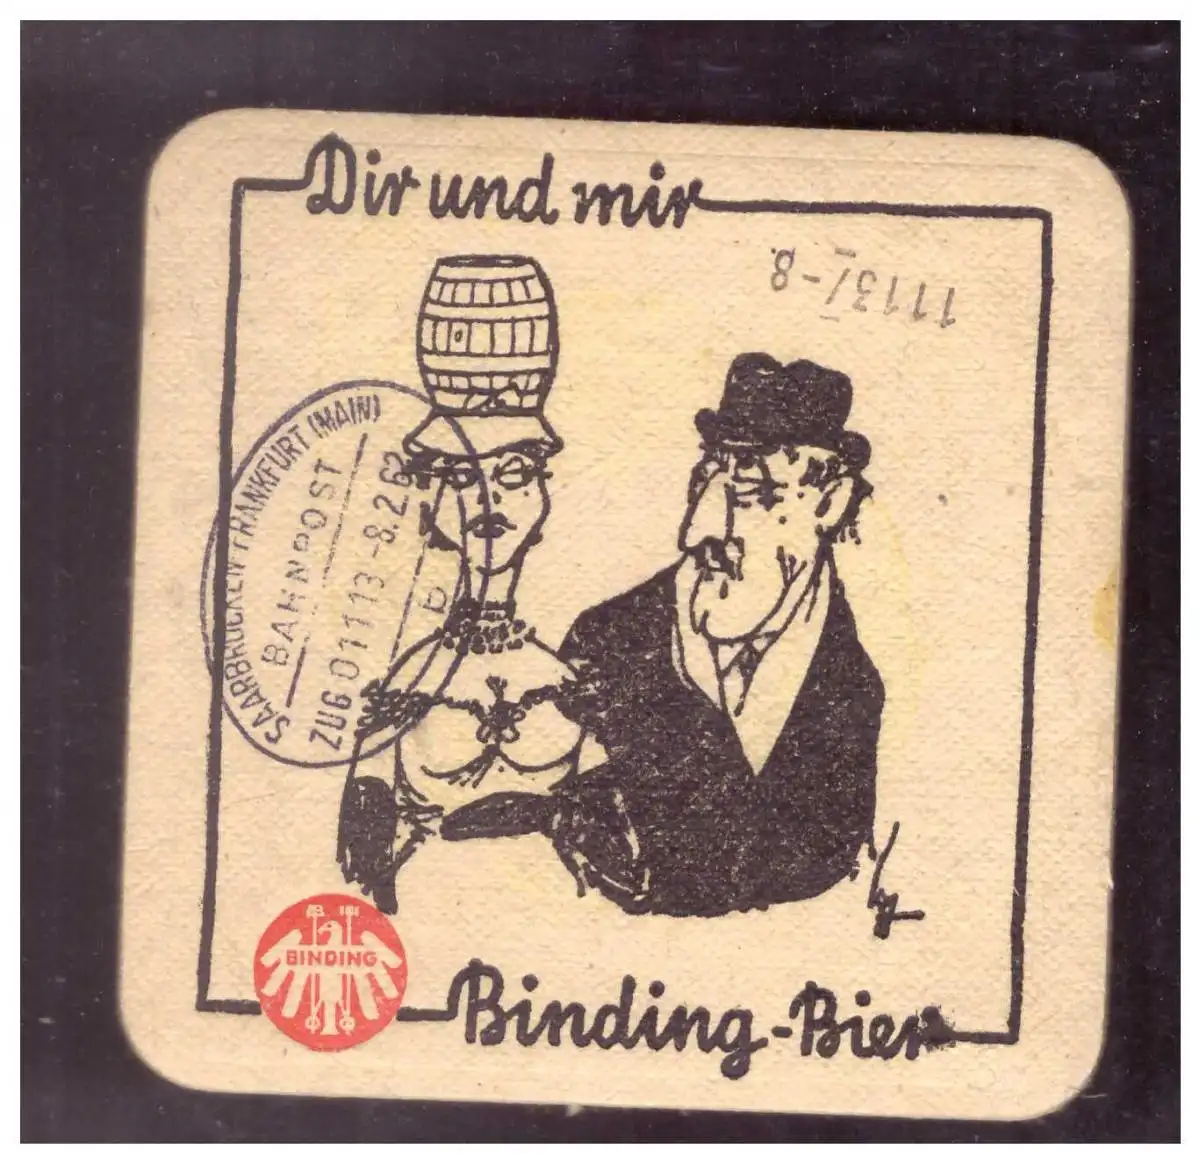 Dir und mir
1113/-8.
SAARBRÜCKEN-FRANKFURT (MAIN)
BAHNPOST
ZUG 01113-8.2.62
b
BINDING
Binding-Bier